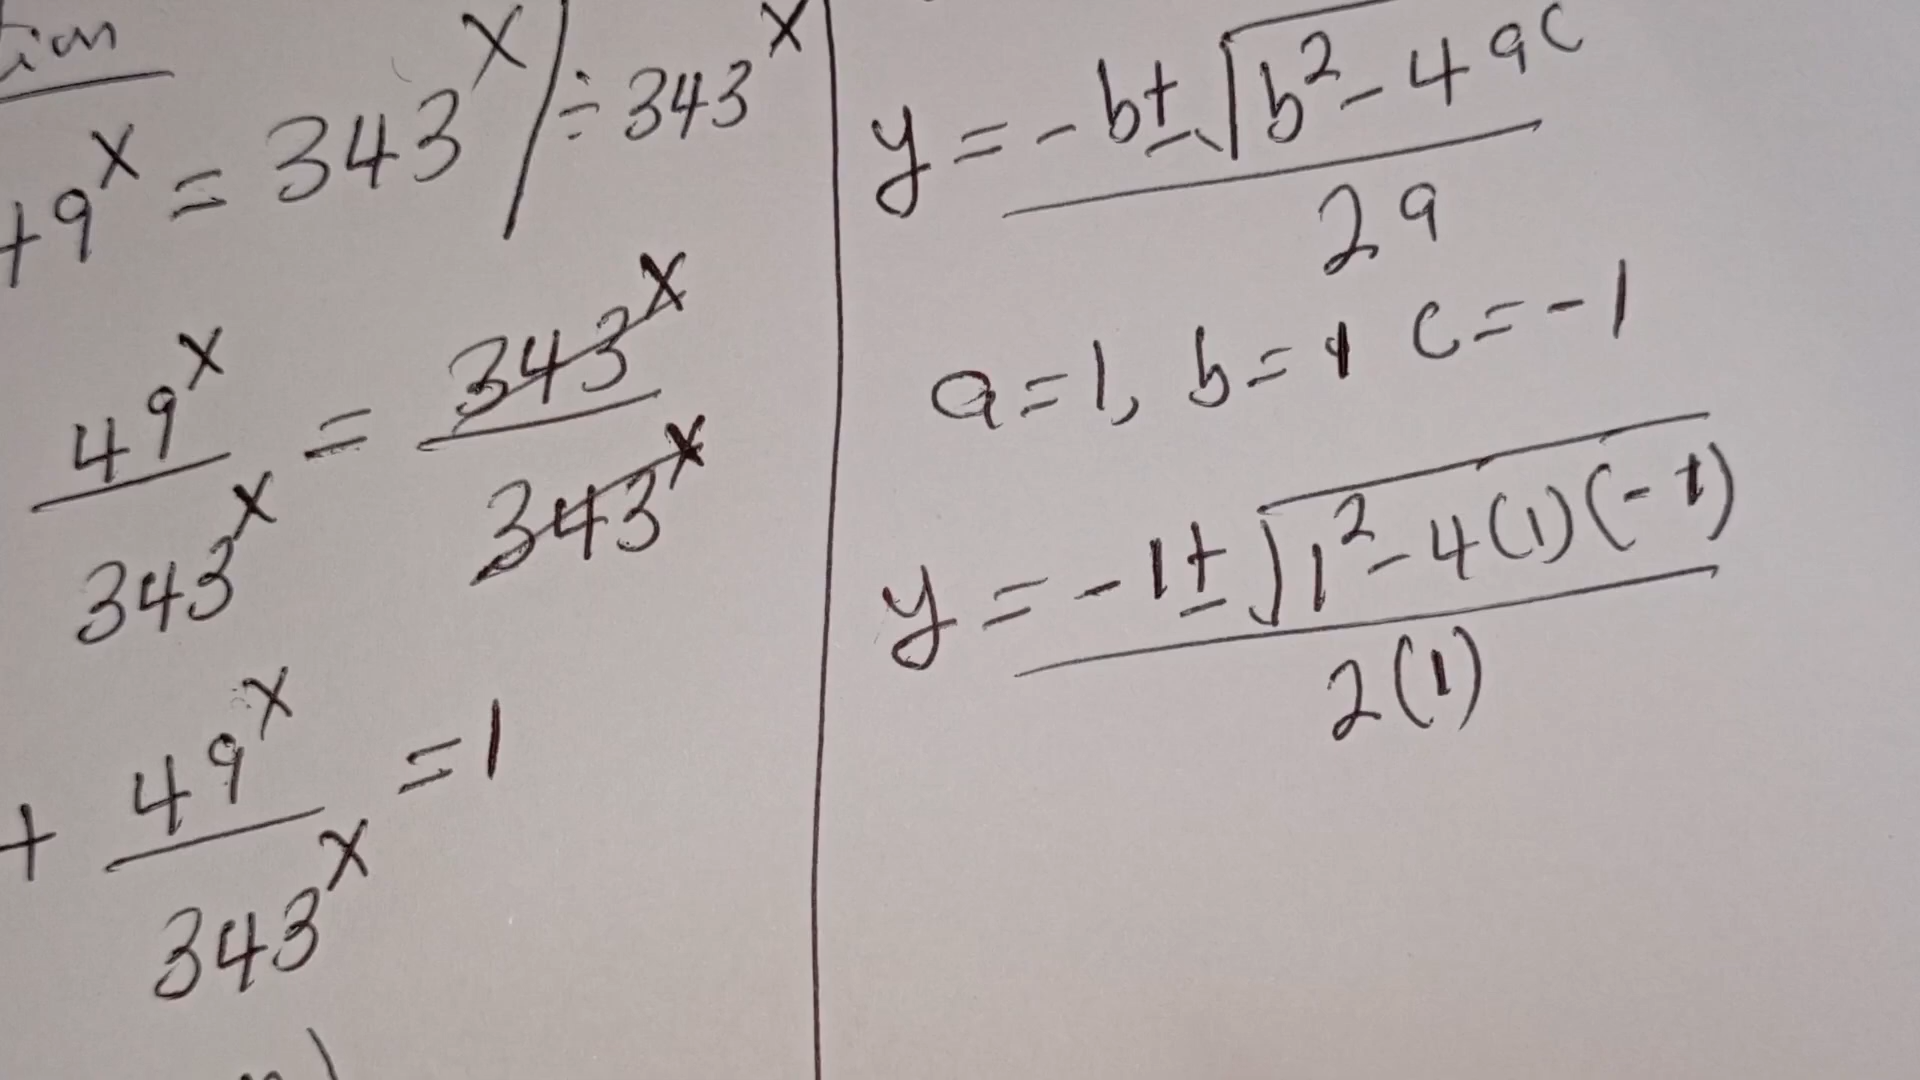 tion
+9^x = 343^x / ÷ 343^x
49^x / 343^x = 343^x / 343^x
+ 49^x / 343^x = 1
y = -b ± √(b² - 4ac) / 2a
a = 1, b = 1 c = -1
y = -1 ± √(1² - 4(1)(-1)) / 2(1)